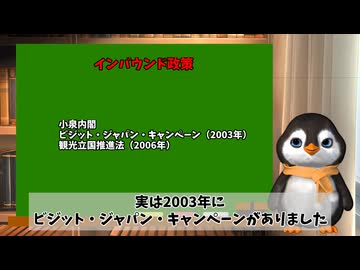 インバウンド政策
小泉内閣
ビジット・ジャパン・キャンペーン（2003年）
観光立国推進法（2006年）
実は2003年に
ビジット・ジャパン・キャンペーンがありました